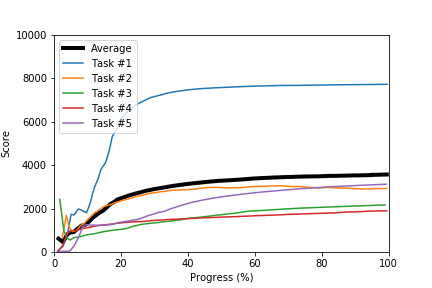 10000
8000
6000
4000
2000
0
Score
Average
Task #1
Task #2
Task #3
Task #4
Task #5
0 20 40 60 80 100
Progress (%)